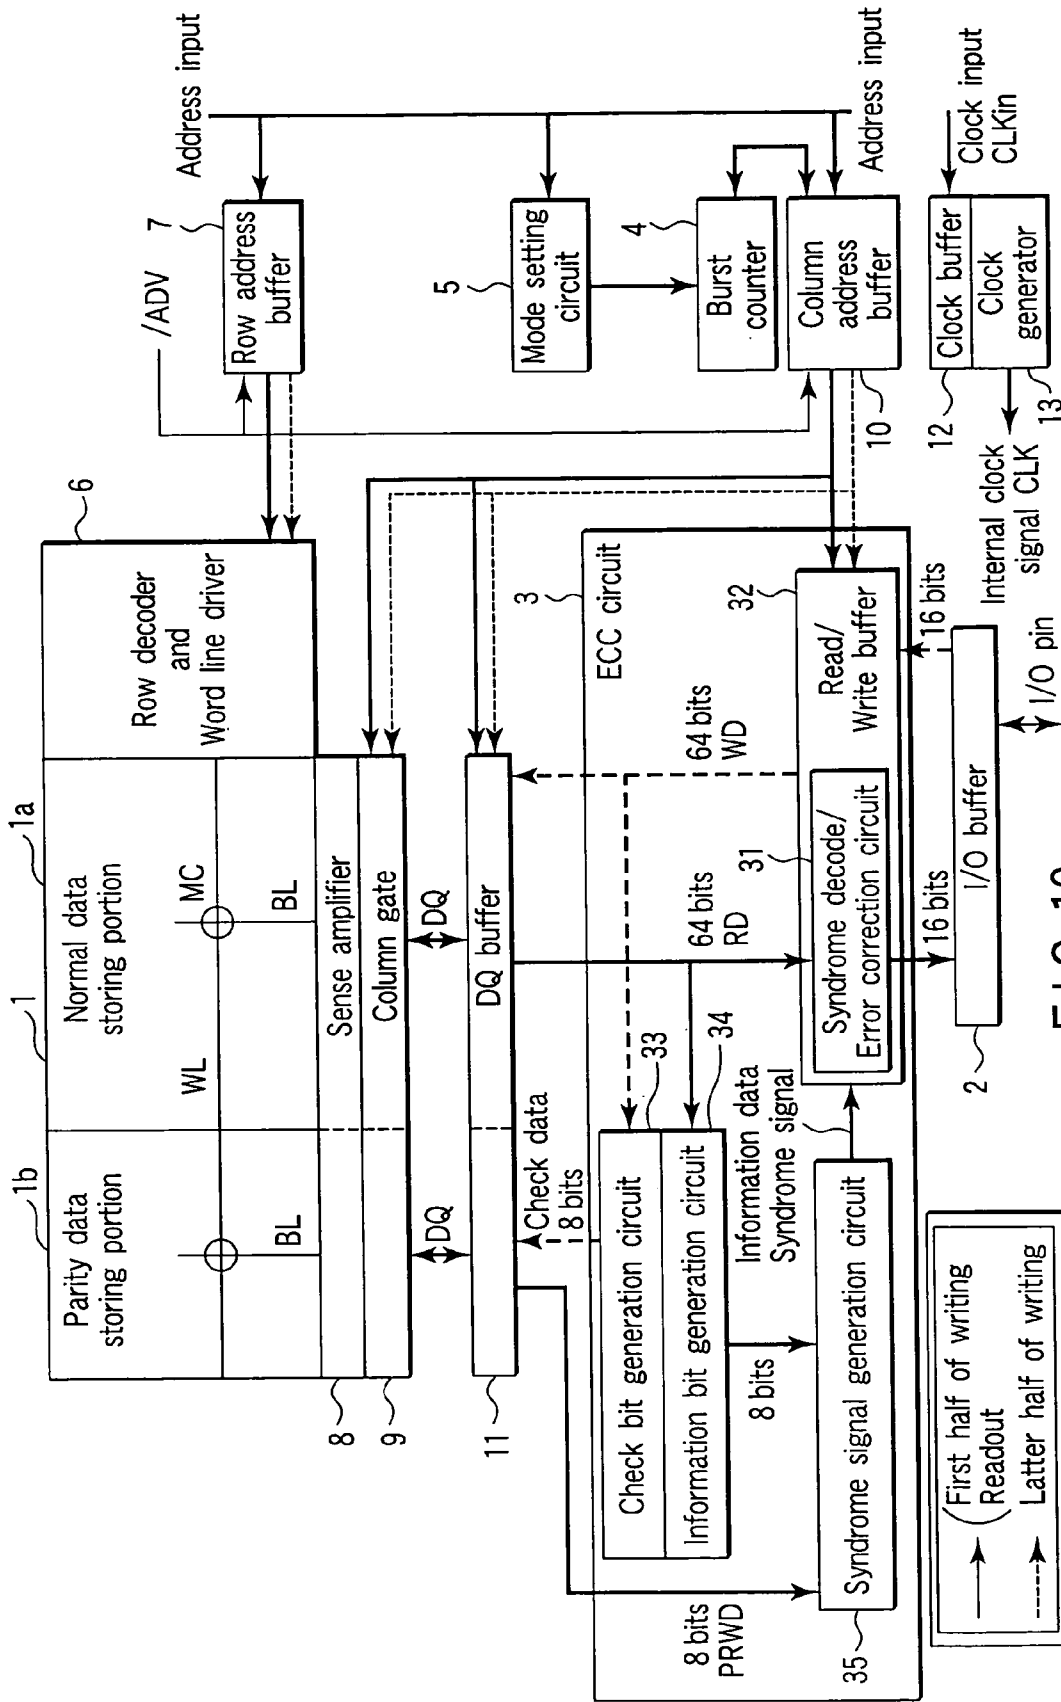 1
1b
1a
Parity data
storing portion
Normal data
storing portion
WL
MC
BL
BL
Row decoder
and
Word line driver
6
8
Sense amplifier
9
Column gate
DQ
DQ
11
DQ buffer
/ADV
7
Row address
buffer
Address input
5
Mode setting
circuit
4
Burst
counter
Column
address
buffer
10
Address input
12
Clock buffer
Clock
generator
13
Clock input
CLKin
Internal clock
signal CLK
3
ECC circuit
Check data
8 bits
64 bits
WD
64 bits
RD
33
Check bit generation circuit
34
Information bit generation circuit
8 bits
8 bits
PRWD
35
Syndrome signal generation circuit
Information data
Syndrome signal
31
Syndrome decode/
Error correction circuit
32
Read/
Write buffer
16 bits
16 bits
2
I/O buffer
I/O pin
(First half of writing
Readout)
Latter half of writing